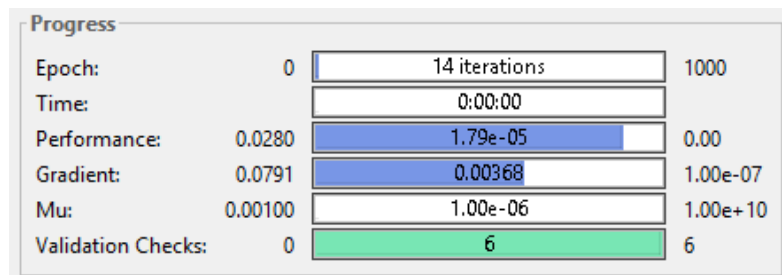 Progress
Epoch: 0 14 iterations 1000
Time: 0:00:00
Performance: 0.0280 1.79e-05 0.00
Gradient: 0.0791 0.00368 1.00e-07
Mu: 0.00100 1.00e-06 1.00e+10
Validation Checks: 0 6 6